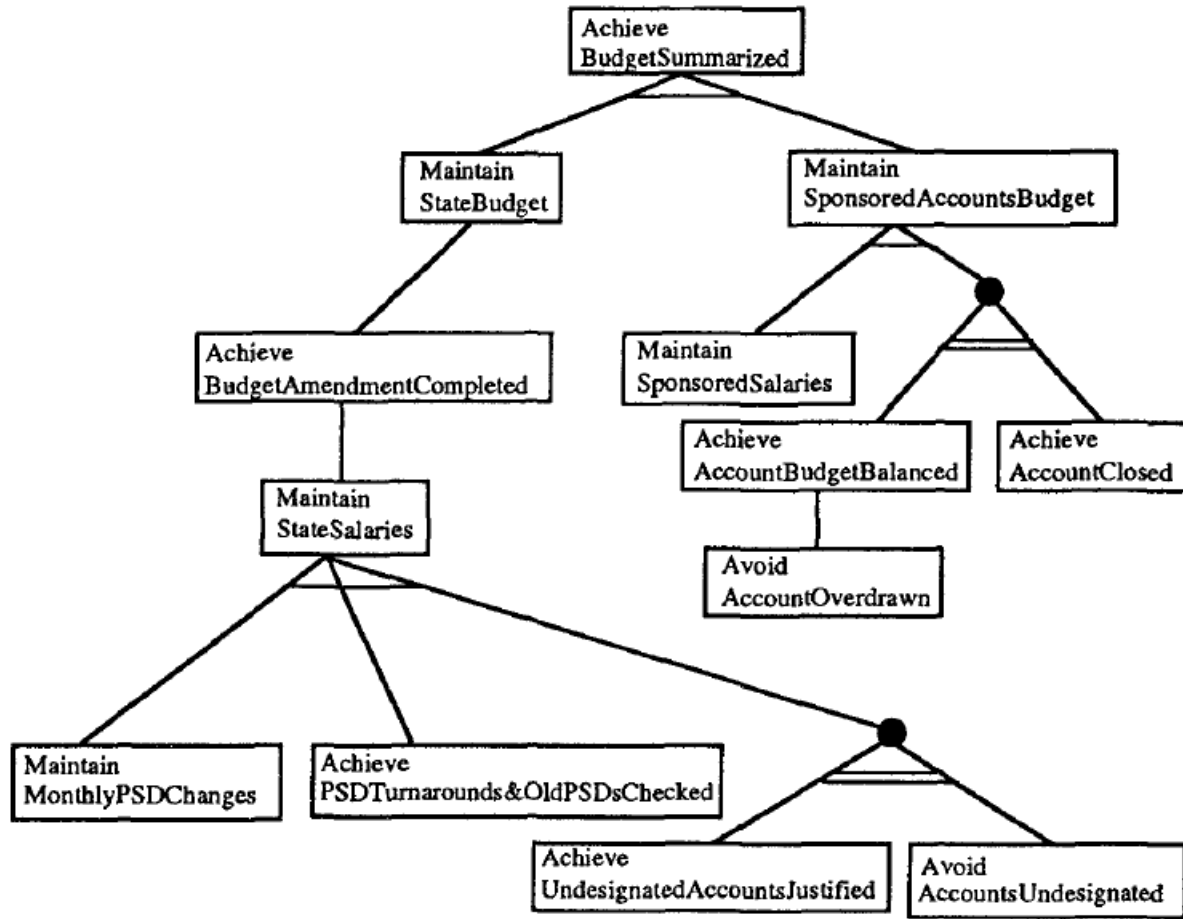 Achieve
BudgetSummarized
Maintain
StateBudget
Maintain
SponsoredAccountsBudget
Achieve
BudgetAmendmentCompleted
Maintain
SponsoredSalaries
Achieve
AccountBudgetBalanced
Achieve
AccountClosed
Maintain
StateSalaries
Avoid
AccountOverdrawn
Maintain
MonthlyPSDChanges
Achieve
PSDTurnarounds&OldPSDsChecked
Achieve
UndesignatedAccountsJustified
Avoid
AccountsUndesignated